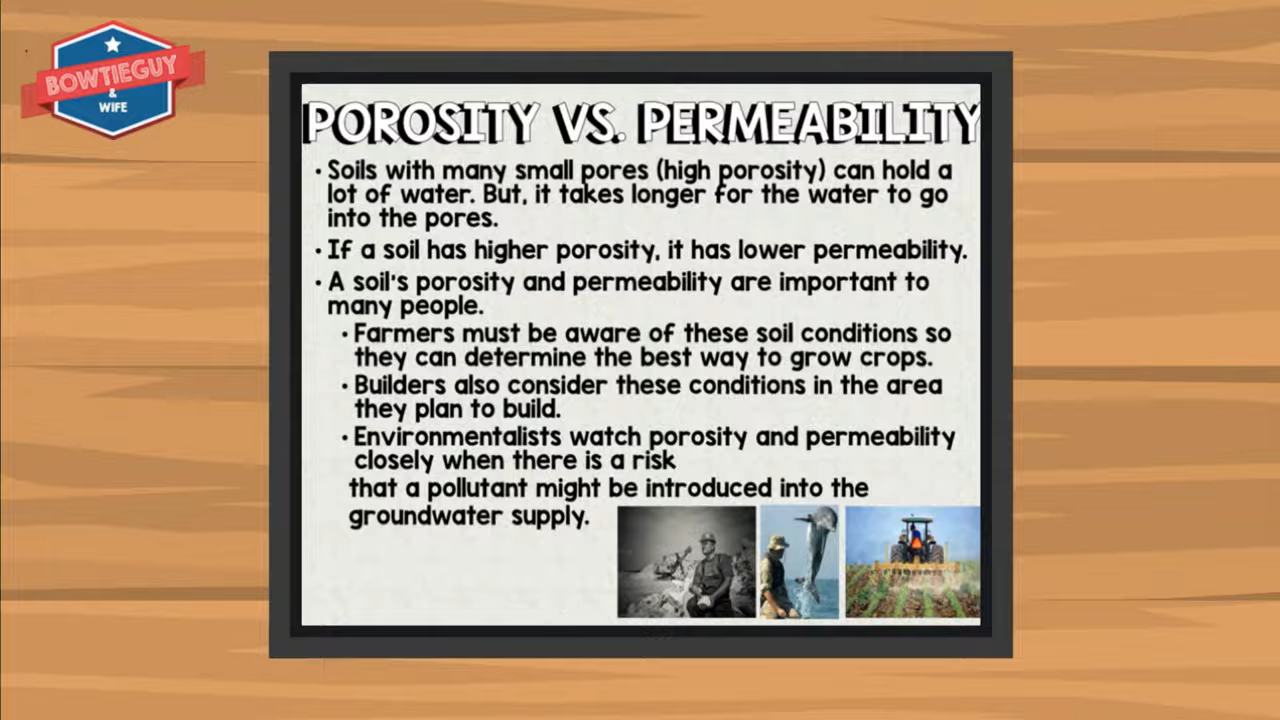 BOWTIEGUY
&
WIFE
POROSITY VS. PERMEABILITY
• Soils with many small pores (high porosity) can hold a
lot of water. But, it takes longer for the water to go
into the pores.
• If a soil has higher porosity, it has lower permeability.
• A soil's porosity and permeability are important to
many people.
• Farmers must be aware of these soil conditions so
they can determine the best way to grow crops.
• Builders also consider these conditions in the area
they plan to build.
• Environmentalists watch porosity and permeability
closely when there is a risk
that a pollutant might be introduced into the
groundwater supply.